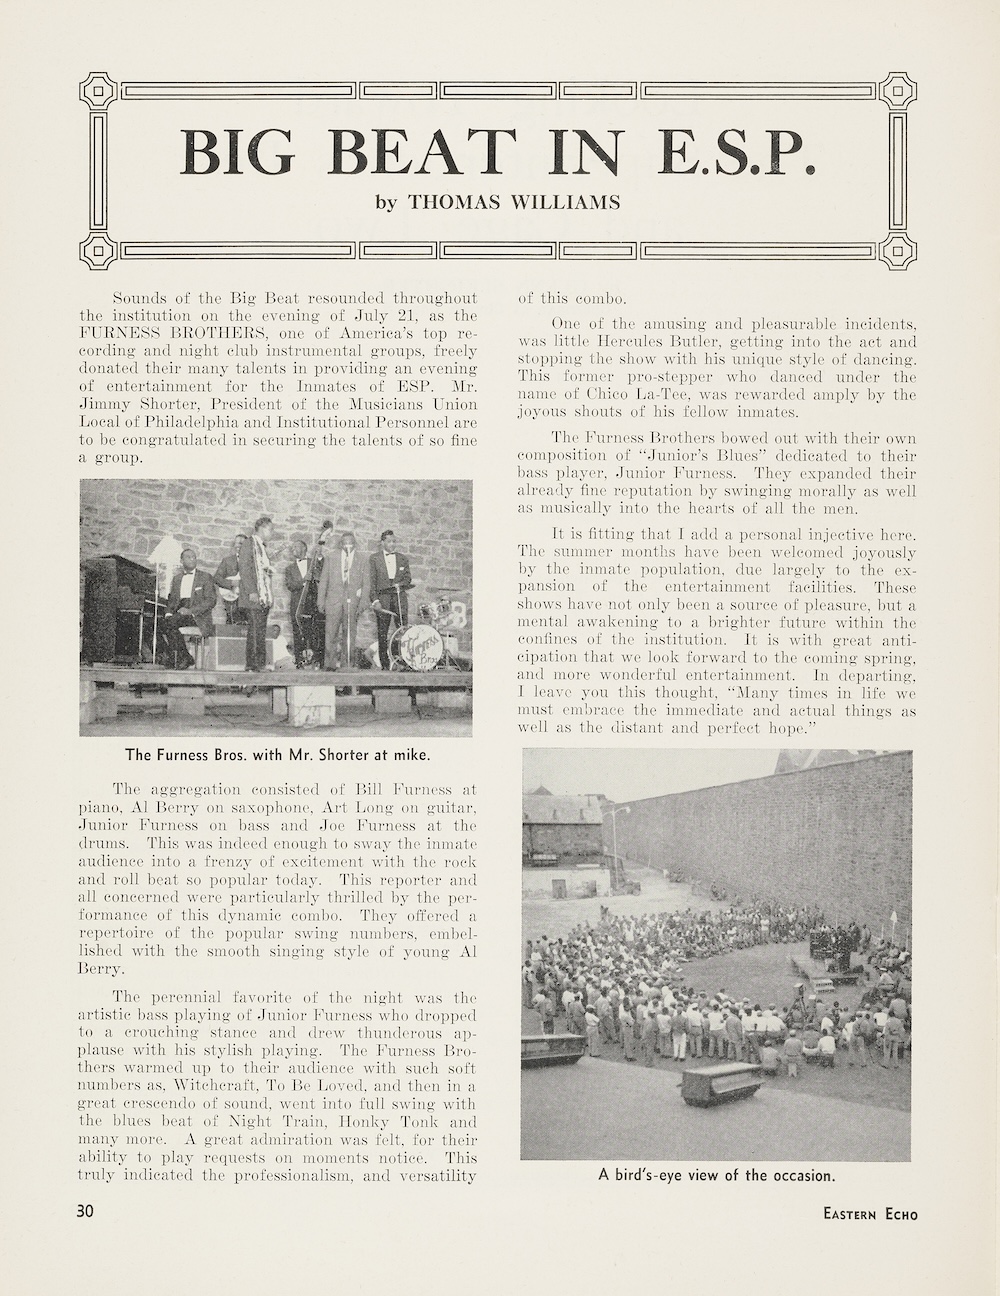 BIG BEAT IN E.S.P.
by THOMAS WILLIAMS
Sounds of the Big Beat resounded throughout
the institution on the evening of July 21, as the
FURNESS BROTHERS, one of America's top re-
cording and night club instrumental groups, freely
donated their many talents in providing an evening
of entertainment for the Inmates of ESP. Mr.
Jimmy Shorter, President of the Musicians Union
Local of Philadelphia and Institutional Personnel are
to be congratulated in securing the talents of so fine
a group.
Furness
Bros
The Furness Bros. with Mr. Shorter at mike.
The aggregation consisted of Bill Furness at
piano, Al Berry on saxophone, Art Long on guitar,
Junior Furness on bass and Joe Furness at the
drums. This was indeed enough to sway the inmate
audience into a frenzy of excitement with the rock
and roll beat so popular today. This reporter and
all concerned were particularly thrilled by the per-
formance of this dynamic combo. They offered a
repertoire of the popular swing numbers, embel-
lished with the smooth singing style of young Al
Berry.
The perennial favorite of the night was the
artistic bass playing of Junior Furness who dropped
to a crouching stance and drew thunderous ap-
plause with his stylish playing. The Furness Bro-
thers warmed up to their audience with such soft
numbers as, Witchcraft, To Be Loved, and then in a
great crescendo of sound, went into full swing with
the blues beat of Night Train, Honky Tonk and
many more. A great admiration was felt, for their
ability to play requests on moments notice. This
truly indicated the professionalism, and versatility
of this combo.
One of the amusing and pleasurable incidents,
was little Hercules Butler, getting into the act and
stopping the show with his unique style of dancing.
This former pro-stepper who danced under the
name of Chico La-Tee, was rewarded amply by the
joyous shouts of his fellow inmates.
The Furness Brothers bowed out with their own
composition of "Junior's Blues" dedicated to their
bass player, Junior Furness. They expanded their
already fine reputation by swinging morally as well
as musically into the hearts of all the men.
It is fitting that I add a personal injective here.
The summer months have been welcomed joyously
by the inmate population, due largely to the ex-
pansion of the entertainment facilities. These
shows have not only been a source of pleasure, but a
mental awakening to a brighter future within the
confines of the institution. It is with great anti-
cipation that we look forward to the coming spring,
and more wonderful entertainment. In departing,
I leave you this thought, "Many times in life we
must embrace the immediate and actual things as
well as the distant and perfect hope."
A bird's-eye view of the occasion.
30
EASTERN ECHO